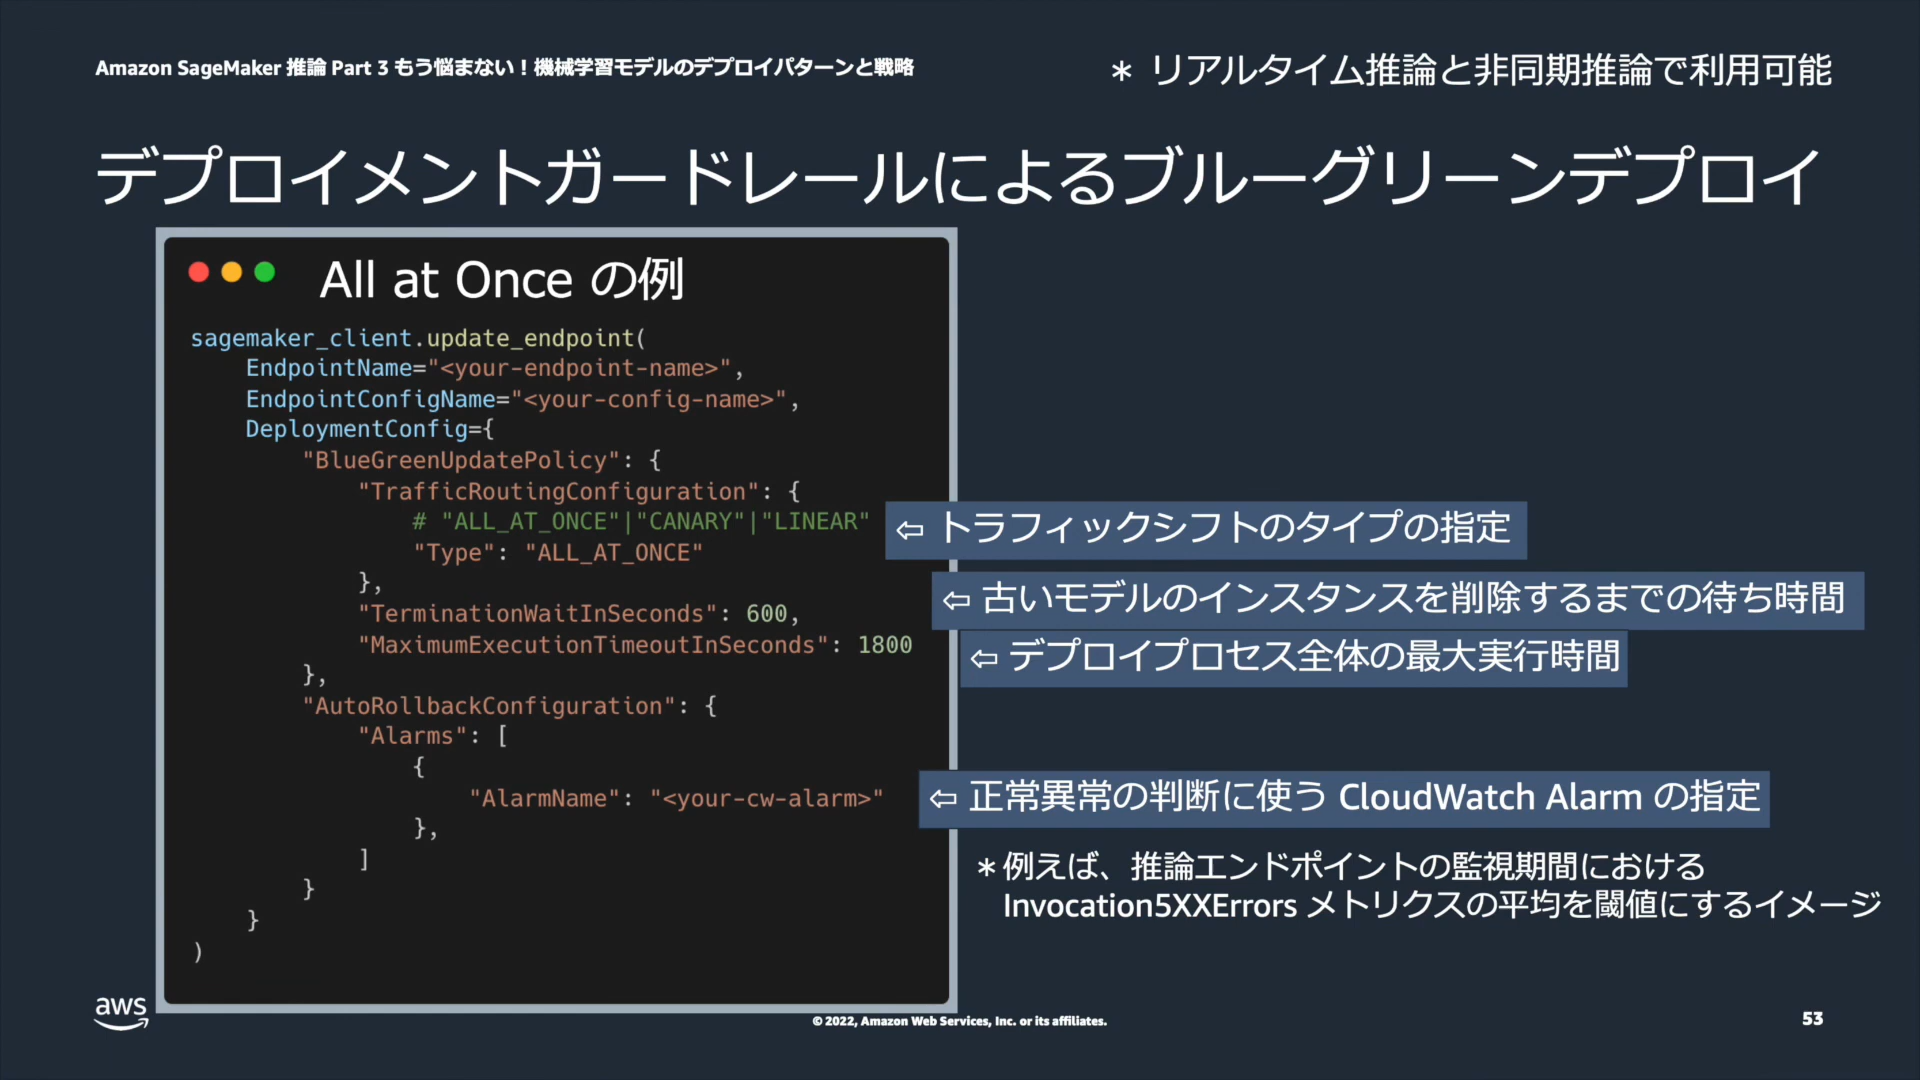 Amazon SageMaker 推論 Part 3 もう悩まない！機械学習モデルのデプロイパターンと戦略
＊ リアルタイム推論と非同期推論で利用可能
デプロイメントガードレールによるブルーグリーンデプロイ
All at Once の例
sagemaker_client.update_endpoint(
    EndpointName="<your-endpoint-name>",
    EndpointConfigName="<your-config-name>",
    DeploymentConfig={
        "BlueGreenUpdatePolicy": {
            "TrafficRoutingConfiguration": {
                # "ALL_AT_ONCE"|"CANARY"|"LINEAR"
                "Type": "ALL_AT_ONCE"
            },
            "TerminationWaitInSeconds": 600,
            "MaximumExecutionTimeoutInSeconds": 1800
        },
        "AutoRollbackConfiguration": {
            "Alarms": [
                {
                    "AlarmName": "<your-cw-alarm>"
                },
            ]
        }
    }
)
⇦ トラフィックシフトのタイプの指定
⇦ 古いモデルのインスタンスを削除するまでの待ち時間
⇦ デプロイプロセス全体の最大実行時間
⇦ 正常異常の判断に使う CloudWatch Alarm の指定
＊例えば、推論エンドポイントの監視期間における
Invocation5XXErrors メトリクスの平均を閾値にするイメージ
aws
© 2022, Amazon Web Services, Inc. or its affiliates.
53